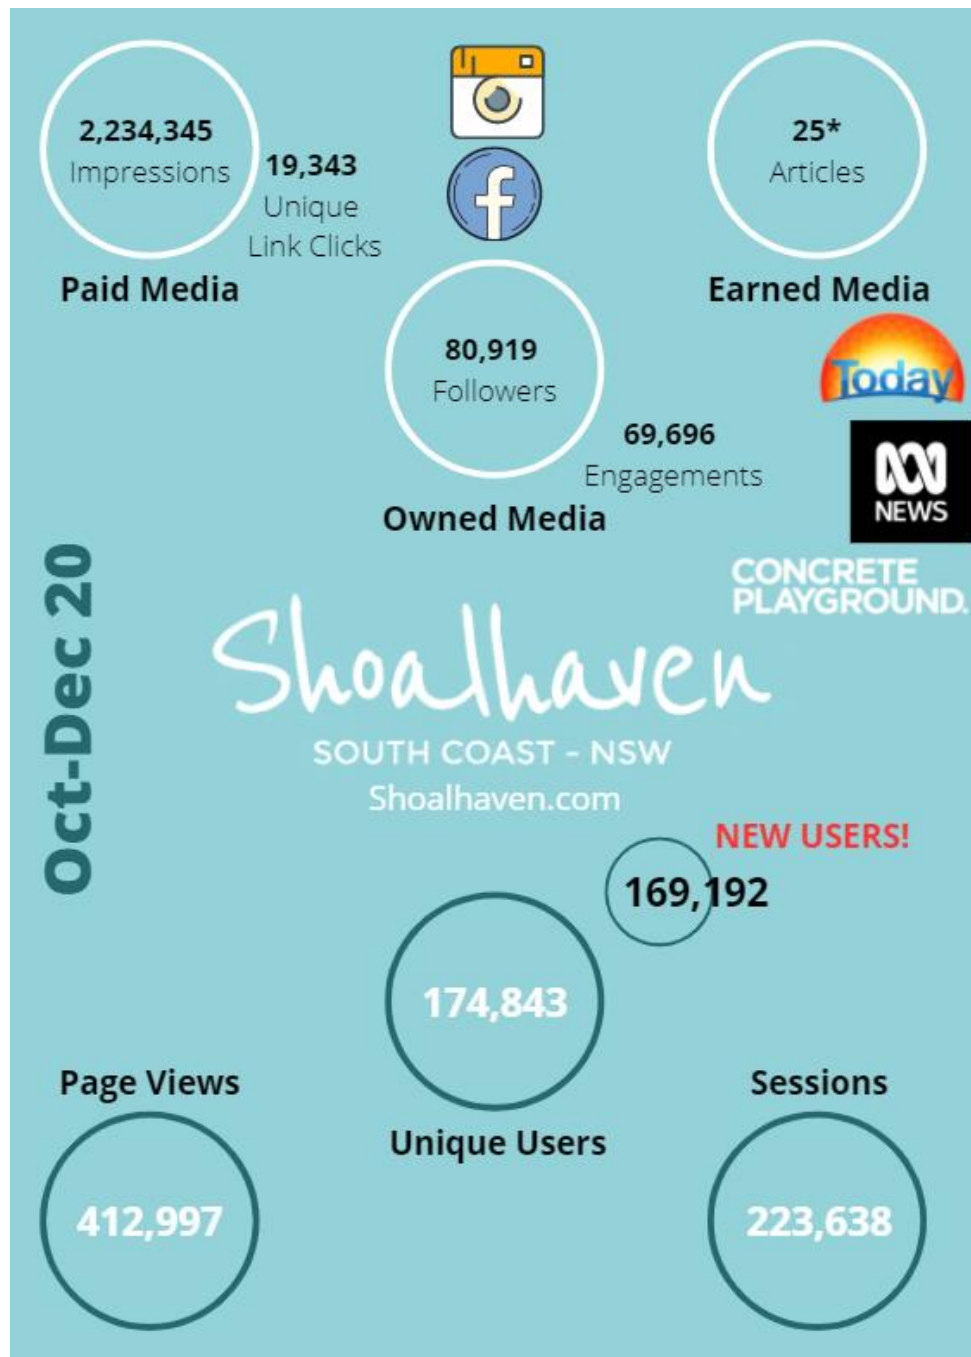 2,234,345
Impressions
19,343
Unique
Link Clicks
Paid Media
25*
Articles
Earned Media
80,919
Followers
69,696
Engagements
Owned Media
Today
NEWS
CONCRETE
PLAYGROUND.
Oct-Dec 20
Shoalhaven
SOUTH COAST - NSW
Shoalhaven.com
NEW USERS!
169,192
174,843
Unique Users
Page Views
412,997
Sessions
223,638